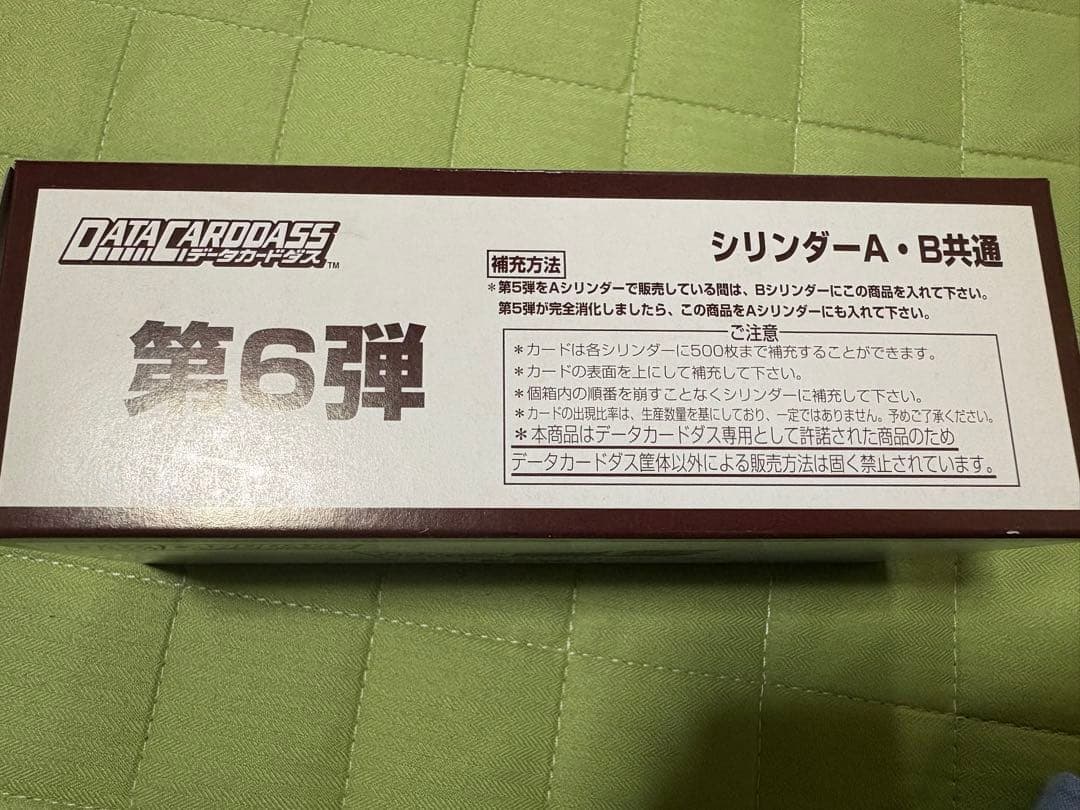 DATA CARDDASS
データカードダス™
第6弾
シリンダーA・B共通
補充方法
＊第5弾をAシリンダーで販売している間は、Bシリンダーにこの商品を入れて下さい。
第5弾が完全消化しましたら、この商品をAシリンダーにも入れて下さい。
ご注意
＊カードは各シリンダーに500枚まで補充することができます。
＊カードの表面を上にして補充して下さい。
＊個箱内の順番を崩すことなくシリンダーに補充して下さい。
＊カードの出現比率は、生産数量を基にしており、一定ではありません。予めご了承ください。
＊本商品はデータカードダス専用として許諾された商品のため
データカードダス筐体以外による販売方法は固く禁止されています。